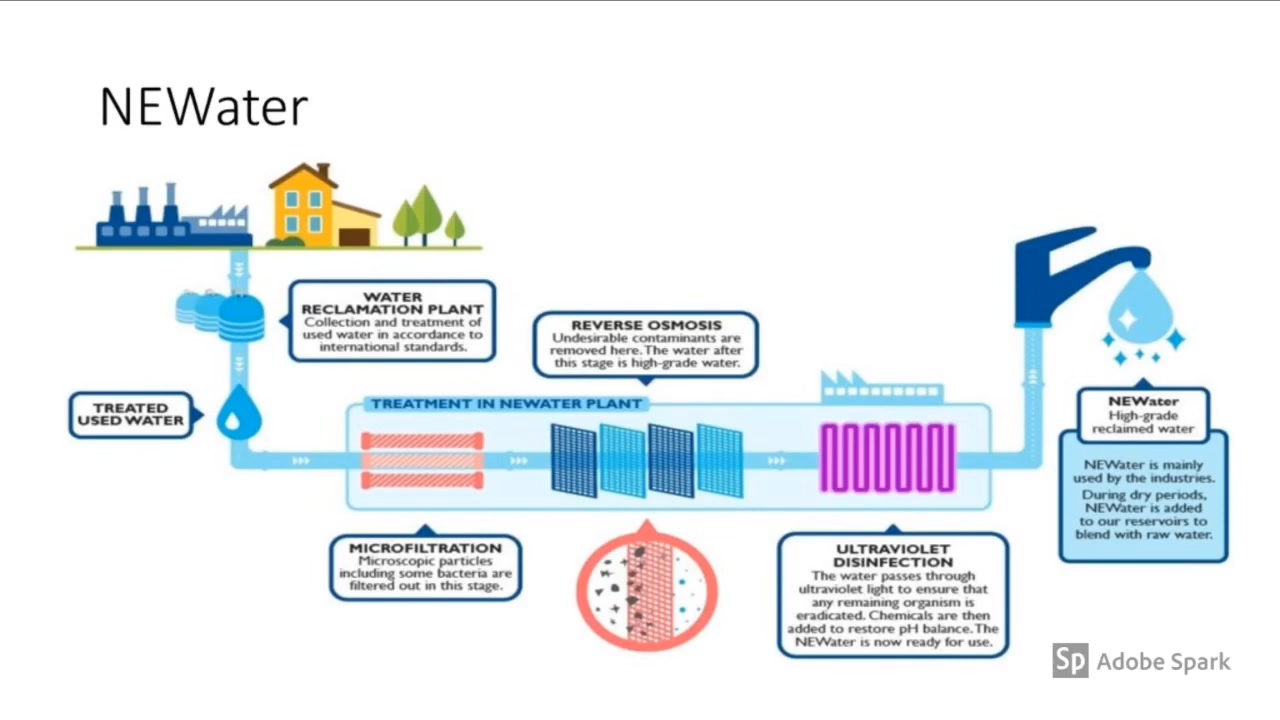 NEWater
WATER
RECLAMATION PLANT
Collection and treatment of
used water in accordance to
international standards.
TREATED
USED WATER
REVERSE OSMOSIS
Undesirable contaminants are
removed here. The water after
this stage is high-grade water.
TREATMENT IN NEWATER PLANT
MICROFILTRATION
Microscopic particles
including some bacteria are
filtered out in this stage.
ULTRAVIOLET
DISINFECTION
The water passes through
ultraviolet light to ensure that
any remaining organism is
eradicated. Chemicals are then
added to restore pH balance. The
NEWater is now ready for use.
NEWater
High-grade
reclaimed water
NEWater is mainly
used by the industries.
During dry periods,
NEWater is added
to our reservoirs to
blend with raw water.
Sp Adobe Spark